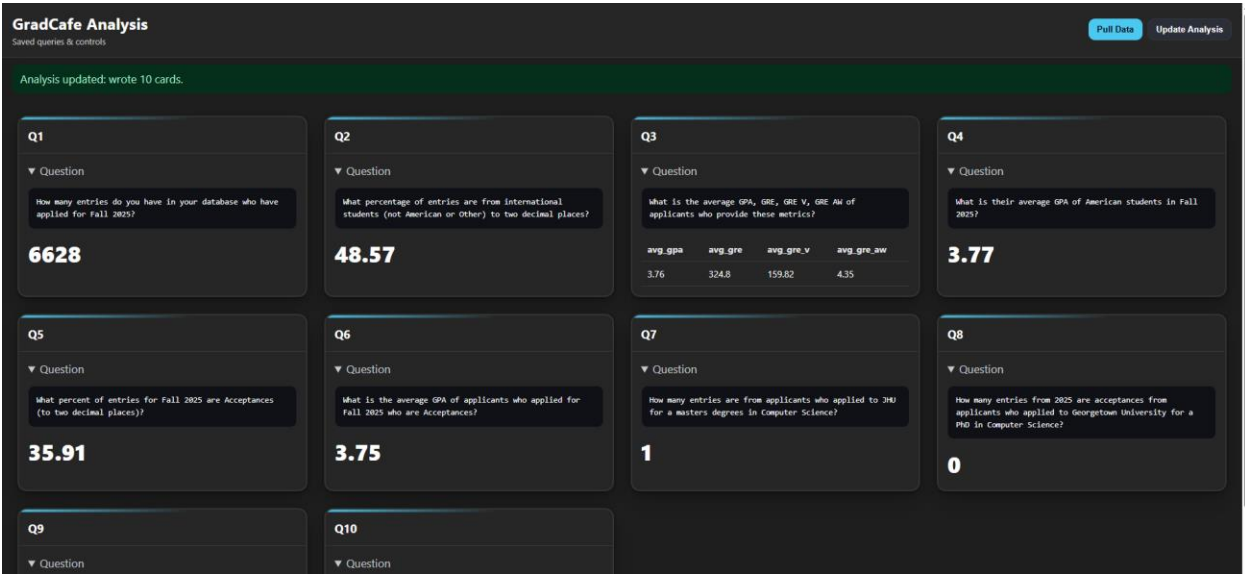 GradCafe Analysis
Saved queries & controls
Pull Data
Update Analysis
Analysis updated: wrote 10 cards.
Q1
▼ Question
How many entries do you have in your database who have
applied for Fall 2025?
6628
Q2
▼ Question
What percentage of entries are from international
students (not American or Other) to two decimal places?
48.57
Q3
▼ Question
What is the average GPA, GRE, GRE V, GRE AW of
applicants who provide these metrics?
avg_gpa avg_gre avg_gre_v avg_gre_aw
3.76 324.8 159.82 4.35
Q4
▼ Question
What is their average GPA of American students in Fall
2025?
3.77
Q5
▼ Question
What percent of entries for Fall 2025 are Acceptances
(to two decimal places)?
35.91
Q6
▼ Question
What is the average GPA of applicants who applied for
Fall 2025 who are Acceptances?
3.75
Q7
▼ Question
How many entries are from applicants who applied to JHU
for a masters degrees in Computer Science?
1
Q8
▼ Question
How many entries from 2025 are acceptances from
applicants who applied to Georgetown University for a
PhD in Computer Science?
0
Q9
▼ Question
Q10
▼ Question